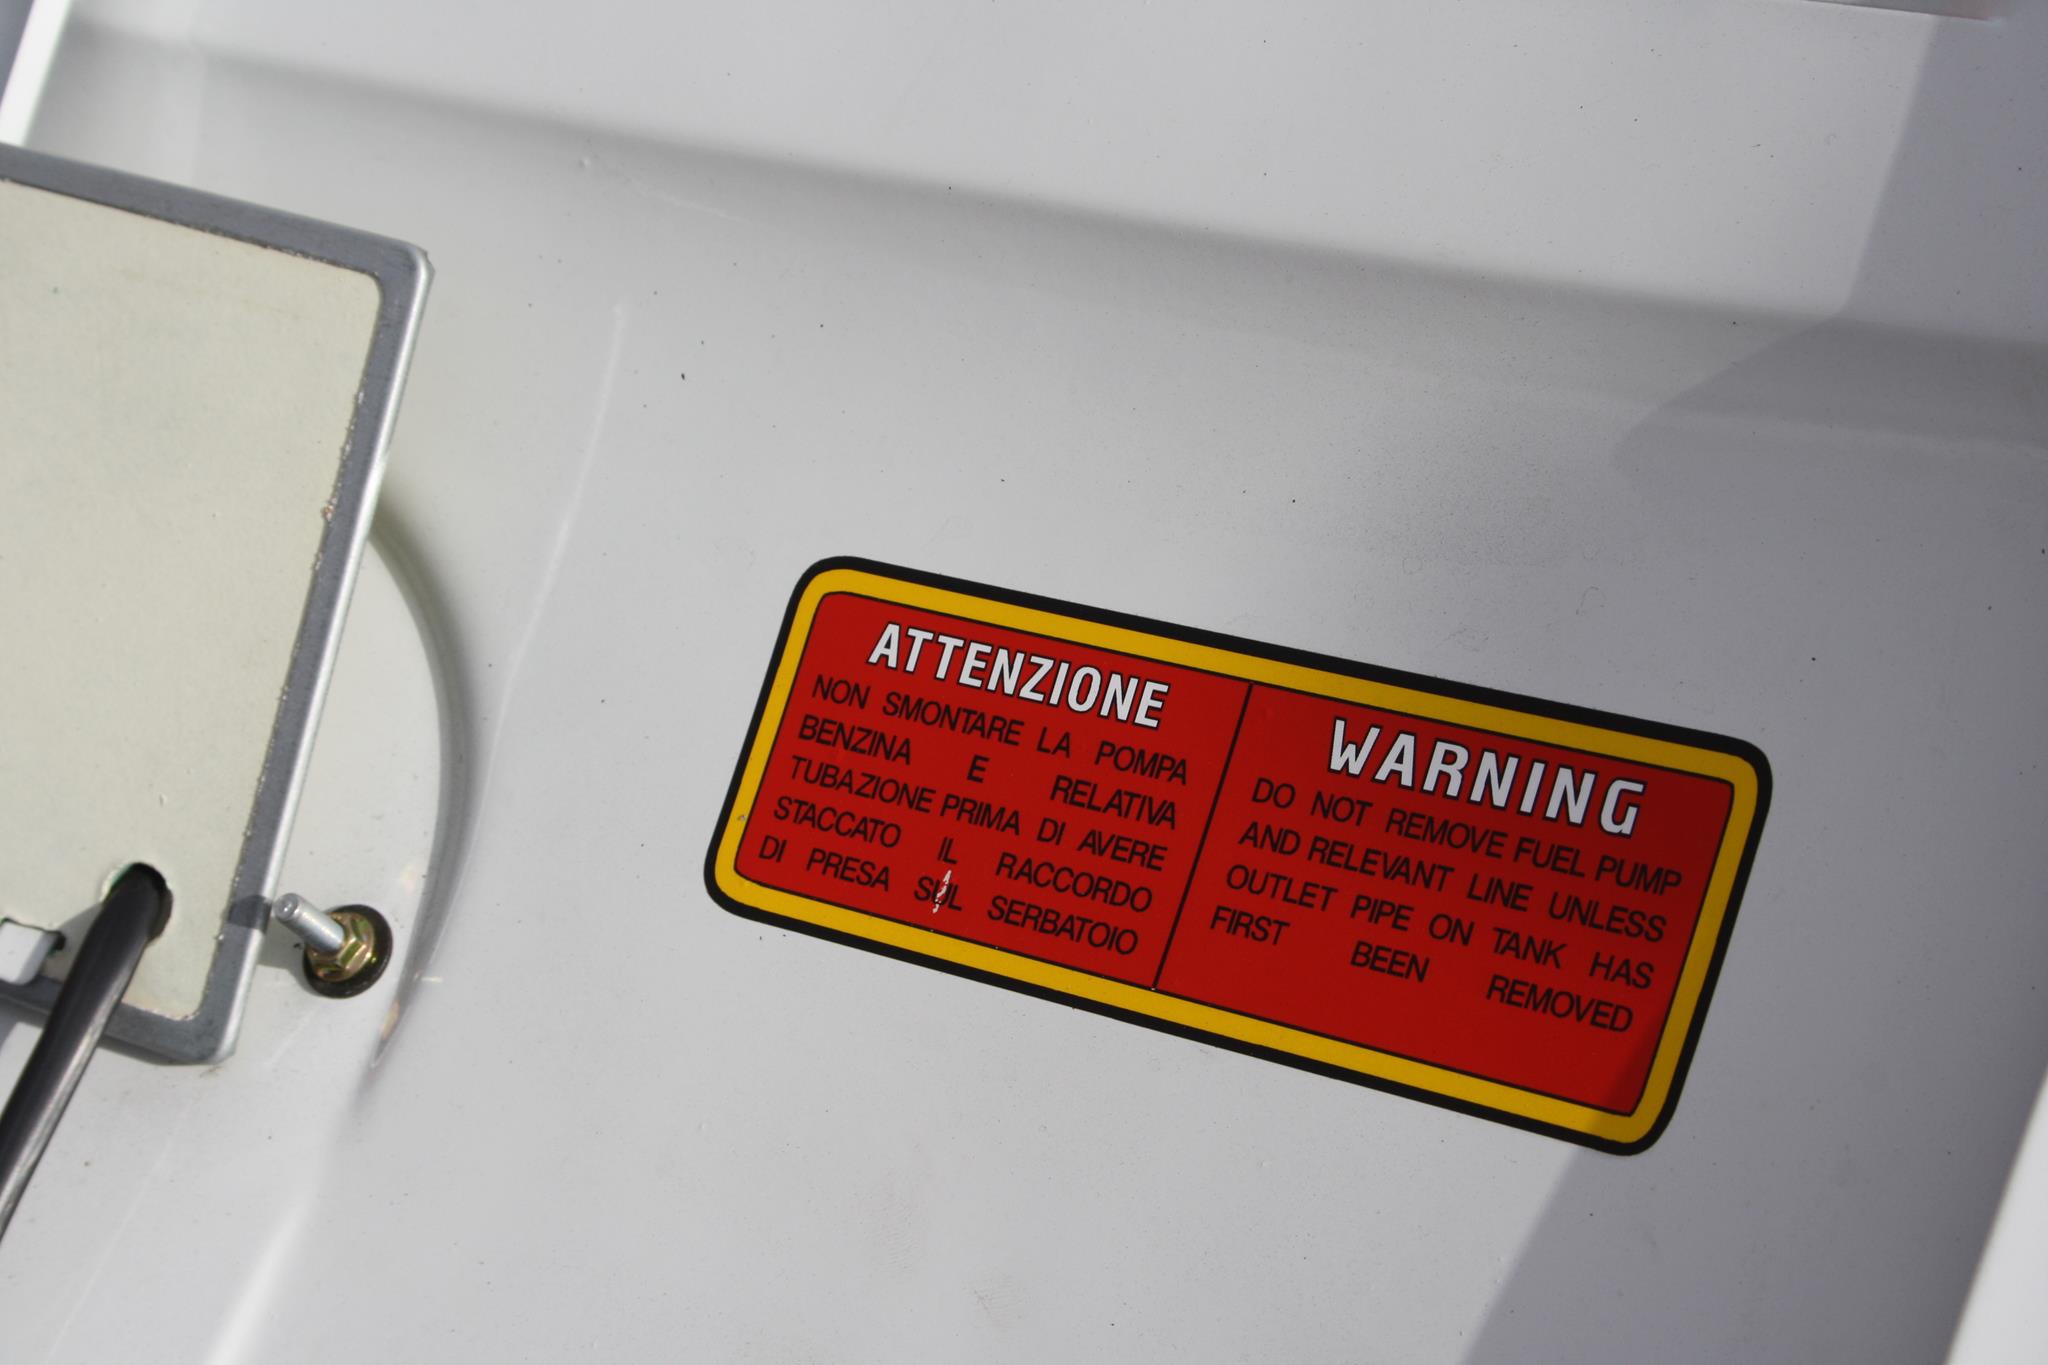 ATTENZIONE
NON SMONTARE LA POMPA
BENZINA E RELATIVA
TUBAZIONE PRIMA DI AVERE
STACCATO IL RACCORDO
DI PRESA SUL SERBATOIO
WARNING
DO NOT REMOVE FUEL PUMP
AND RELEVANT LINE UNLESS
OUTLET PIPE ON TANK HAS
FIRST BEEN REMOVED